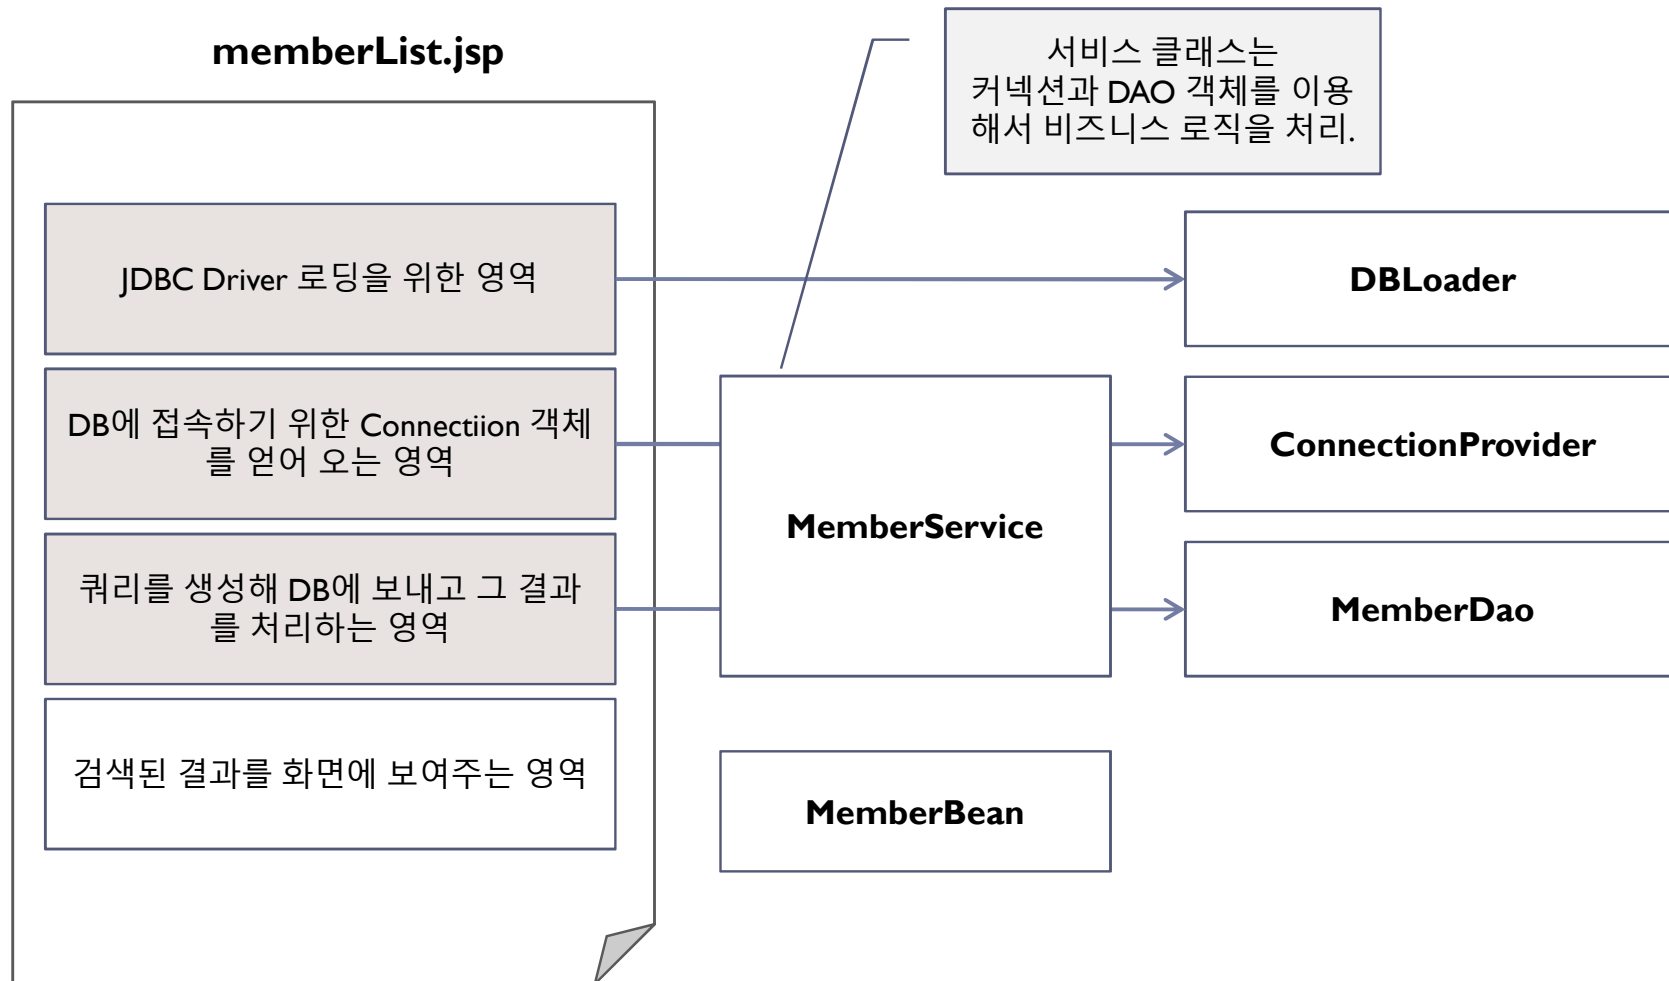 memberList.jsp
서비스 클래스는
커넥션과 DAO 객체를 이용
해서 비즈니스 로직을 처리.
JDBC Driver 로딩을 위한 영역
DBLoader
DB에 접속하기 위한 Connectiion 객체
를 얻어 오는 영역
ConnectionProvider
MemberService
쿼리를 생성해 DB에 보내고 그 결과
를 처리하는 영역
MemberDao
검색된 결과를 화면에 보여주는 영역
MemberBean